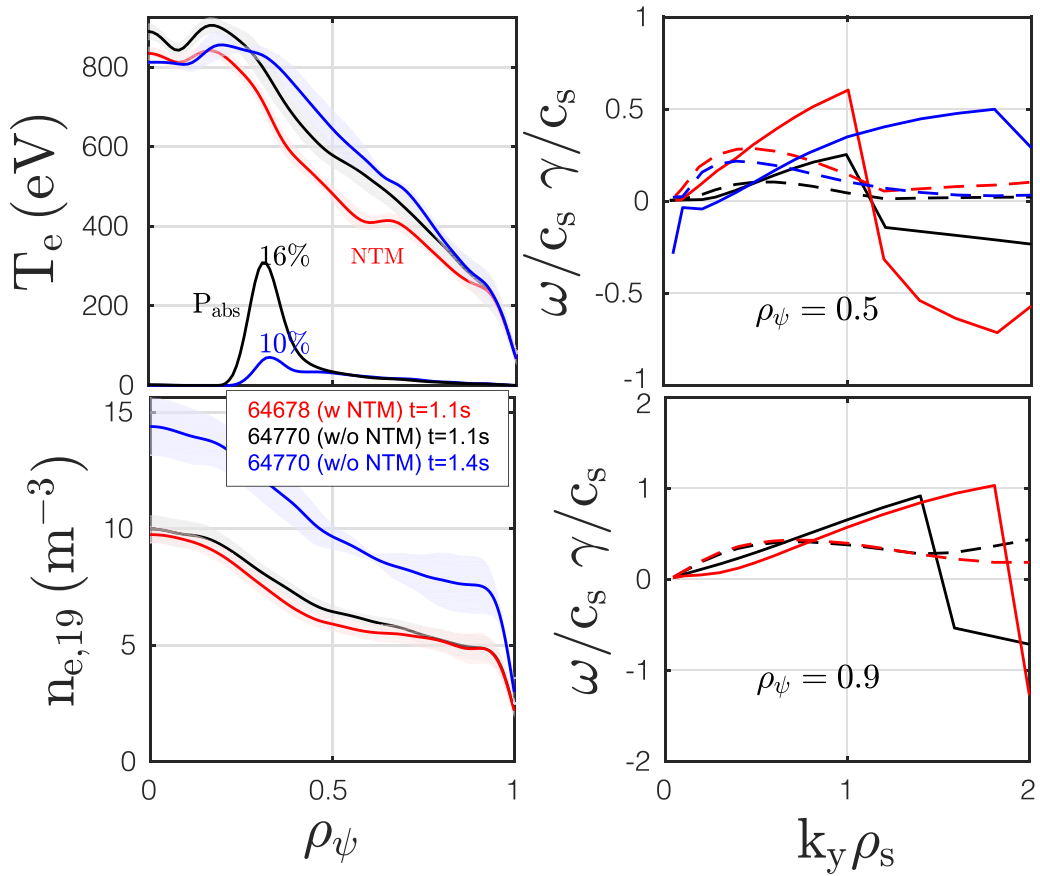 T_e (eV)
800
600
400
200
0
16%
P_abs
10%
NTM
ω/c_s γ/c_s
1
0.5
0
-0.5
-1
ρ_ψ = 0.5
n_e,19 (m^−3)
15
10
5
0
64678 (w NTM) t=1.1s
64770 (w/o NTM) t=1.1s
64770 (w/o NTM) t=1.4s
0 0.5 1
ρ_ψ
ω/c_s γ/c_s
2
1
0
-1
-2
ρ_ψ = 0.9
0 1 2
k_y ρ_s